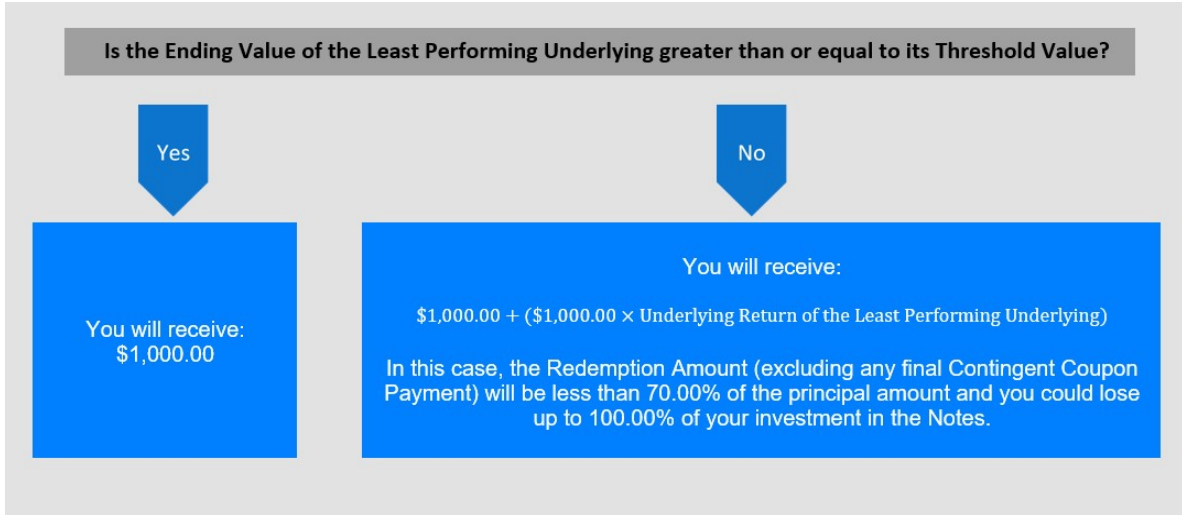 Is the Ending Value of the Least Performing Underlying greater than or equal to its Threshold Value?
Yes
No
You will receive:
$1,000.00
You will receive:
$1,000.00 + ($1,000.00 × Underlying Return of the Least Performing Underlying)
In this case, the Redemption Amount (excluding any final Contingent Coupon
Payment) will be less than 70.00% of the principal amount and you could lose
up to 100.00% of your investment in the Notes.